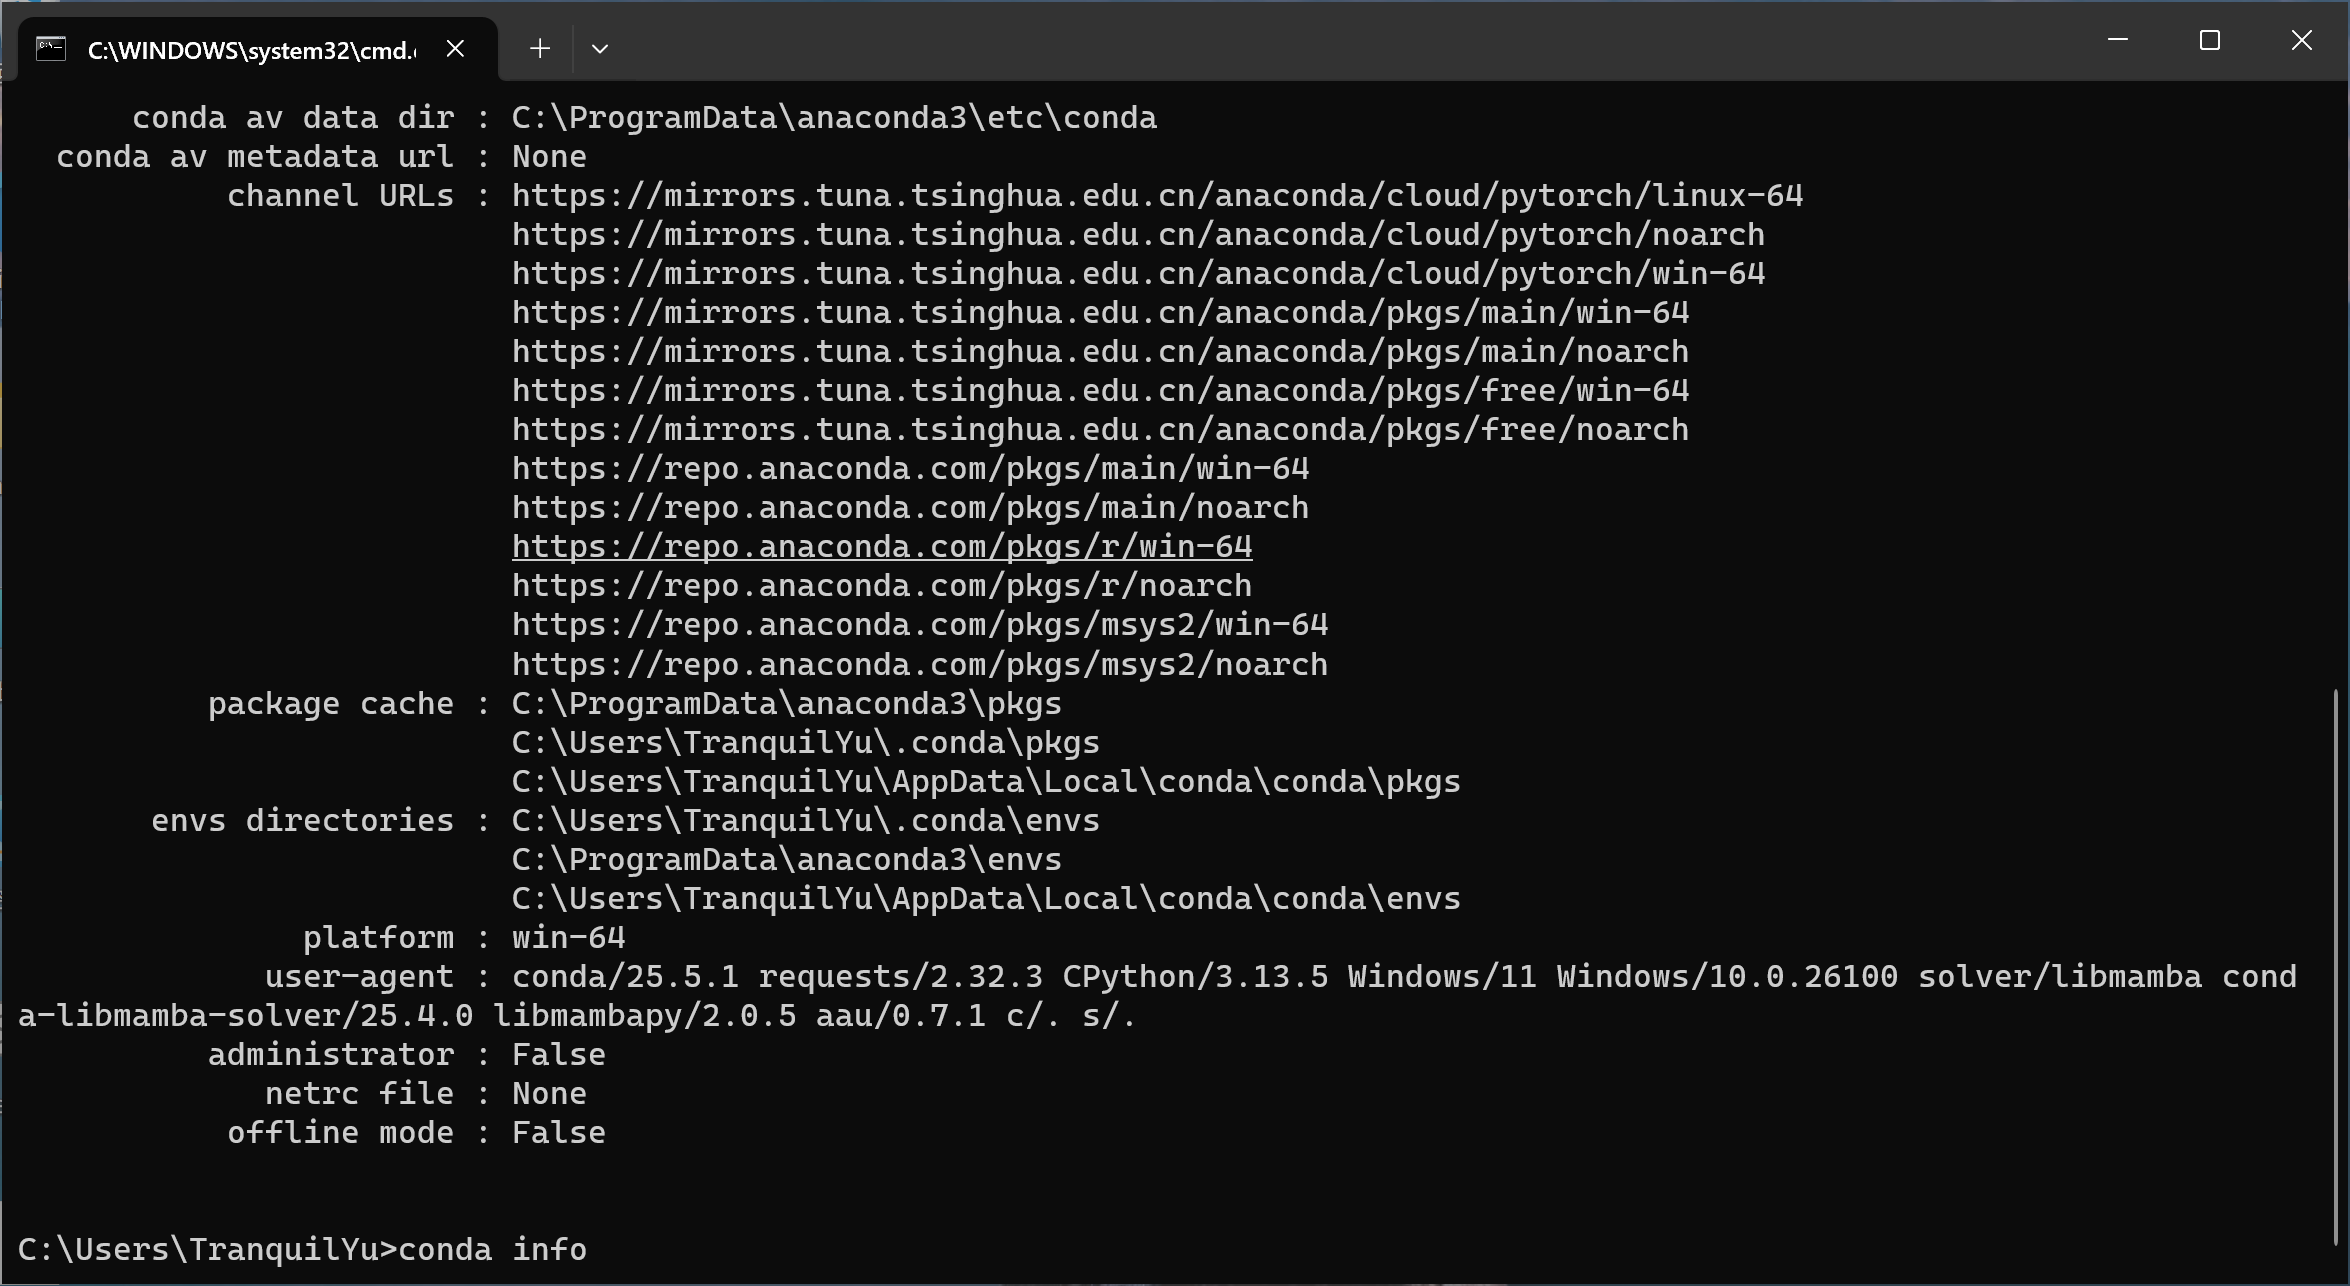 C:\WINDOWS\system32\cmd.
conda av data dir : C:\ProgramData\anaconda3\etc\conda
conda av metadata url : None
channel URLs : https://mirrors.tuna.tsinghua.edu.cn/anaconda/cloud/pytorch/linux-64
https://mirrors.tuna.tsinghua.edu.cn/anaconda/cloud/pytorch/noarch
https://mirrors.tuna.tsinghua.edu.cn/anaconda/cloud/pytorch/win-64
https://mirrors.tuna.tsinghua.edu.cn/anaconda/pkgs/main/win-64
https://mirrors.tuna.tsinghua.edu.cn/anaconda/pkgs/main/noarch
https://mirrors.tuna.tsinghua.edu.cn/anaconda/pkgs/free/win-64
https://mirrors.tuna.tsinghua.edu.cn/anaconda/pkgs/free/noarch
https://repo.anaconda.com/pkgs/main/win-64
https://repo.anaconda.com/pkgs/main/noarch
https://repo.anaconda.com/pkgs/r/win-64
https://repo.anaconda.com/pkgs/r/noarch
https://repo.anaconda.com/pkgs/msys2/win-64
https://repo.anaconda.com/pkgs/msys2/noarch
package cache : C:\ProgramData\anaconda3\pkgs
C:\Users\TranquilYu\.conda\pkgs
C:\Users\TranquilYu\AppData\Local\conda\conda\pkgs
envs directories : C:\Users\TranquilYu\.conda\envs
C:\ProgramData\anaconda3\envs
C:\Users\TranquilYu\AppData\Local\conda\conda\envs
platform : win-64
user-agent : conda/25.5.1 requests/2.32.3 CPython/3.13.5 Windows/11 Windows/10.0.26100 solver/libmamba cond
a-libmamba-solver/25.4.0 libmambapy/2.0.5 aau/0.7.1 c/. s/.
administrator : False
netrc file : None
offline mode : False
C:\Users\TranquilYu>conda info